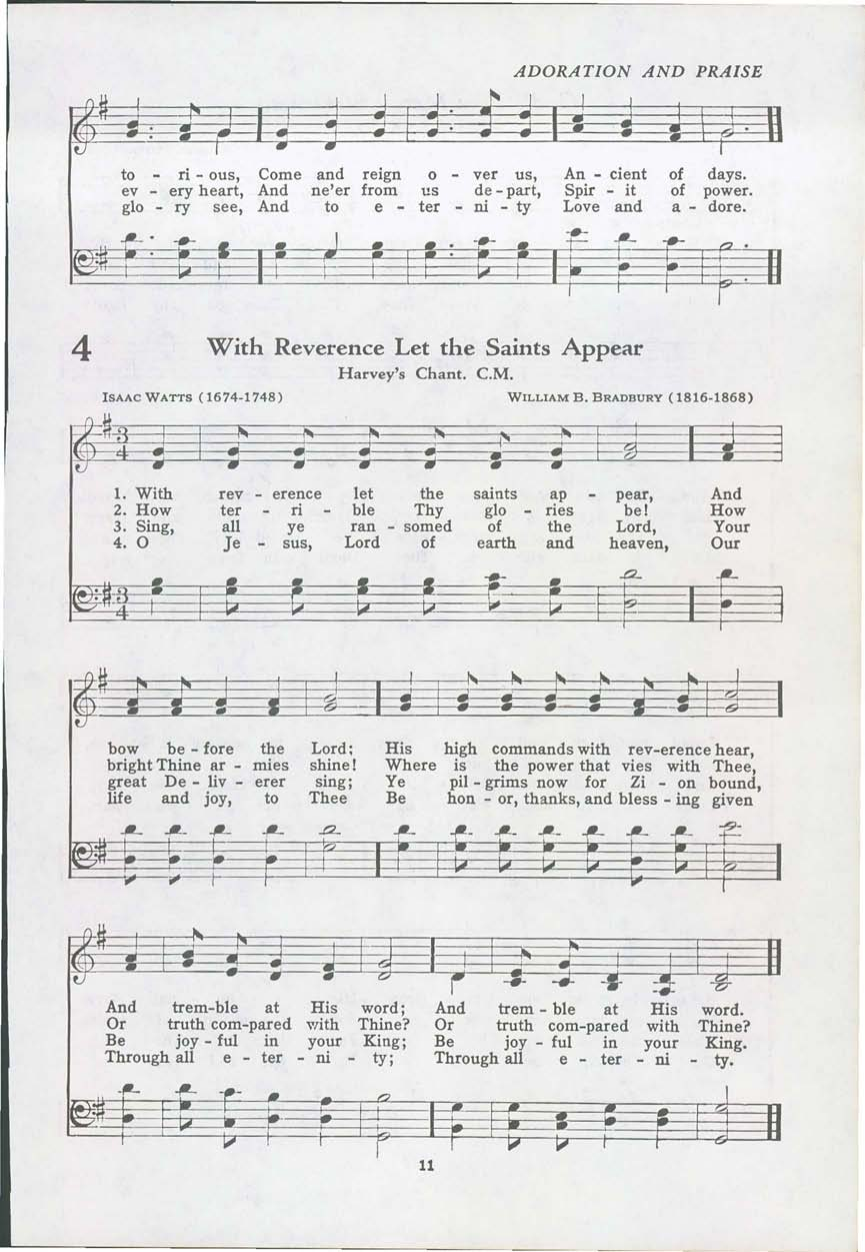 ADORATION AND PRAISE
to - ri - ous, Come and reign o - ver us, An - cient of days.
ev - ery heart, And ne'er from us de - part, Spir - it of power.
glo - ry see, And to e - ter - ni - ty Love and a - dore.
4 With Reverence Let the Saints Appear
Harvey's Chant. C.M.
ISAAC WATTS (1674-1748) WILLIAM B. BRADBURY (1816-1868)
3
4
1. With rev - erence let the saints ap - pear, And
2. How ter - ri - ble Thy glo - ries be! How
3. Sing, all ye ran - somed of the Lord, Your
4. O Je - sus, Lord of earth and heaven, Our
3
4
bow be - fore the Lord; His high commands with rev-erence hear,
bright Thine ar - mies shine! Where is the power that vies with Thee,
great De - liv - erer sing; Ye pil - grims now for Zi - on bound,
life and joy, to Thee Be hon - or, thanks, and bless - ing given
And trem-ble at His word; And trem - ble at His word.
Or truth com-pared with Thine? Or truth com-pared with Thine?
Be joy - ful in your King; Be joy - ful in your King.
Through all e - ter - ni - ty; Through all e - ter - ni - ty.
11